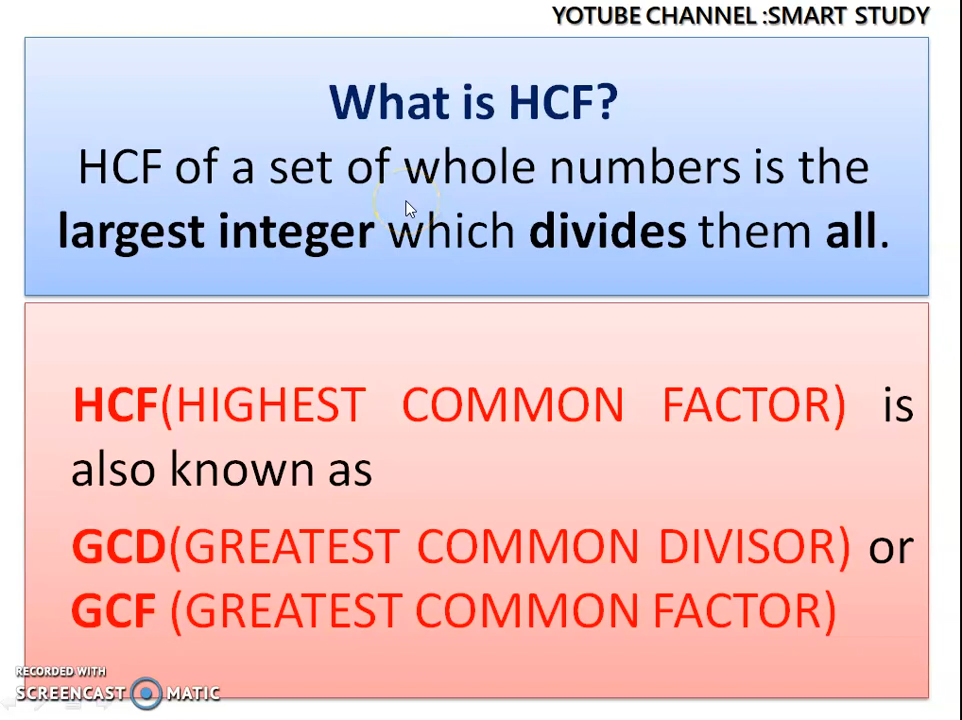 YOTUBE CHANNEL :SMART STUDY
What is HCF?
HCF of a set of whole numbers is the
largest integer which divides them all.
HCF(HIGHEST COMMON FACTOR) is
also known as
GCD(GREATEST COMMON DIVISOR) or
GCF (GREATEST COMMON FACTOR)
RECORDED WITH
SCREENCAST MATIC